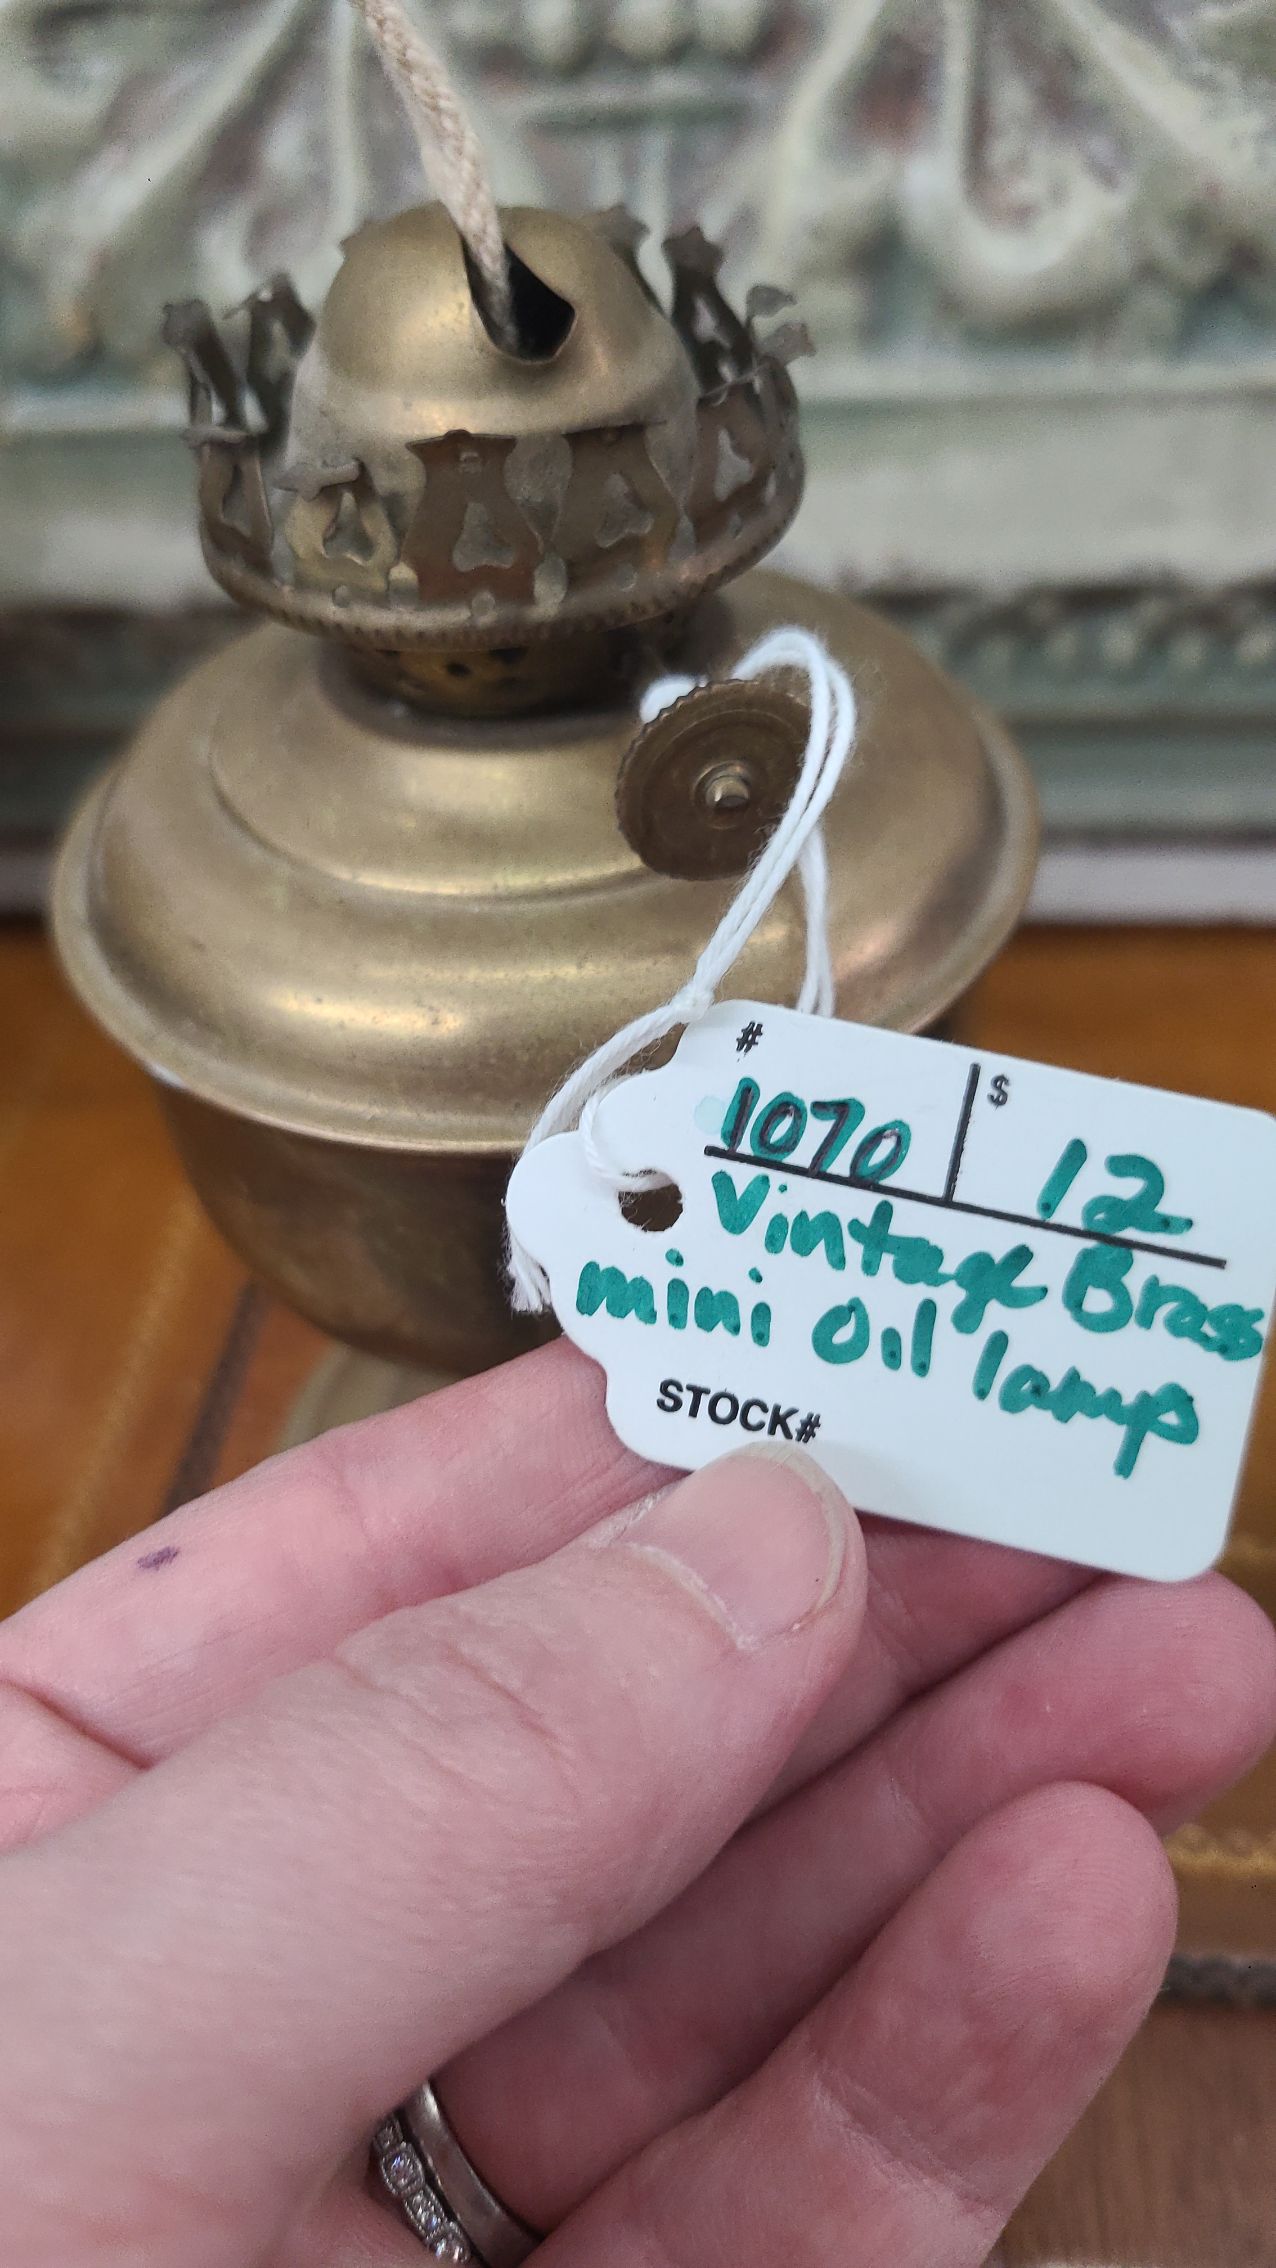 # $
1070 12
Vintage Brass
mini Oil lamp
STOCK#